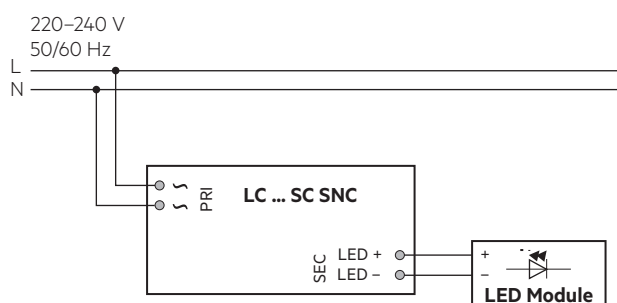 220–240 V
50/60 Hz
L
N
~
~
PRI
LC ... SC SNC
SEC
LED +
LED –
+
–
LED Module